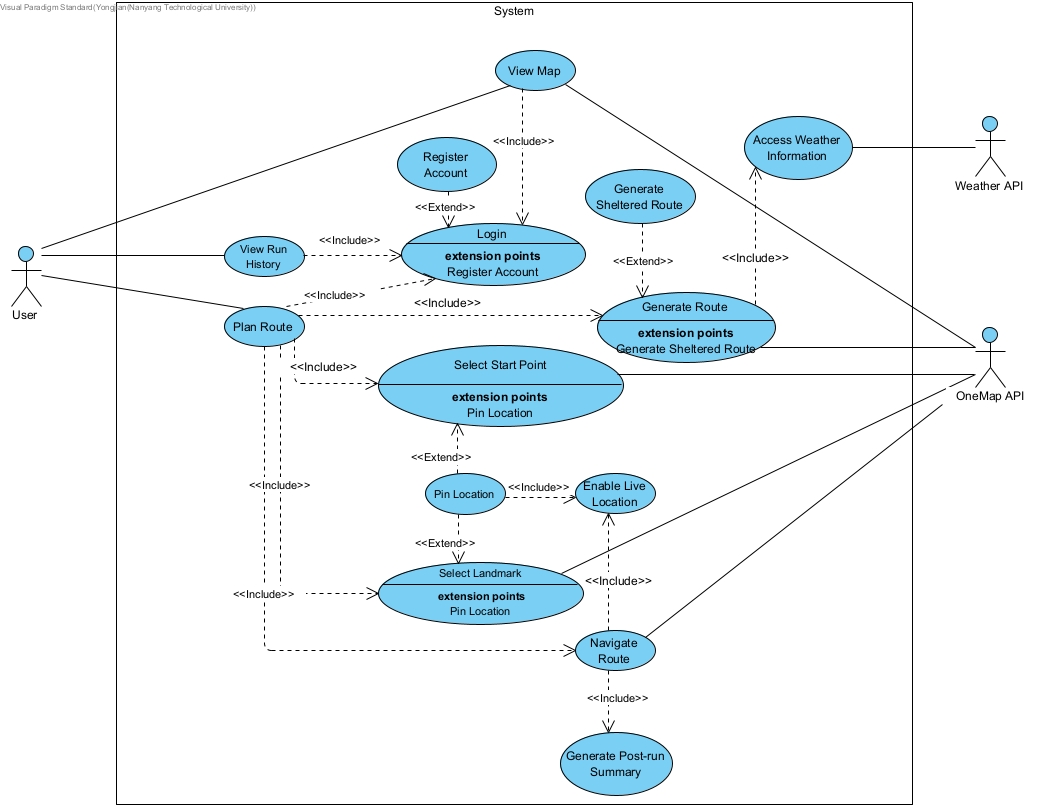 Visual Paradigm Standard(Yongjian(Nanyang Technological University))
System
View Map
<<Include>>
Access Weather
Information
Weather API
Register
Account
<<Extend>>
Generate
Sheltered Route
<<Extend>>
<<Include>>
Login
extension points
Register Account
View Run
History
<<Include>>
User
<<Include>>
<<Include>>
Plan Route
Generate Route
extension points
Generate Sheltered Route
OneMap API
<<Include>>
Select Start Point
extension points
Pin Location
<<Extend>>
Pin Location
<<Include>>
Enable Live
Location
<<Include>>
<<Extend>>
Select Landmark
extension points
Pin Location
<<Include>>
<<Include>>
Navigate
Route
<<Include>>
Generate Post-run
Summary